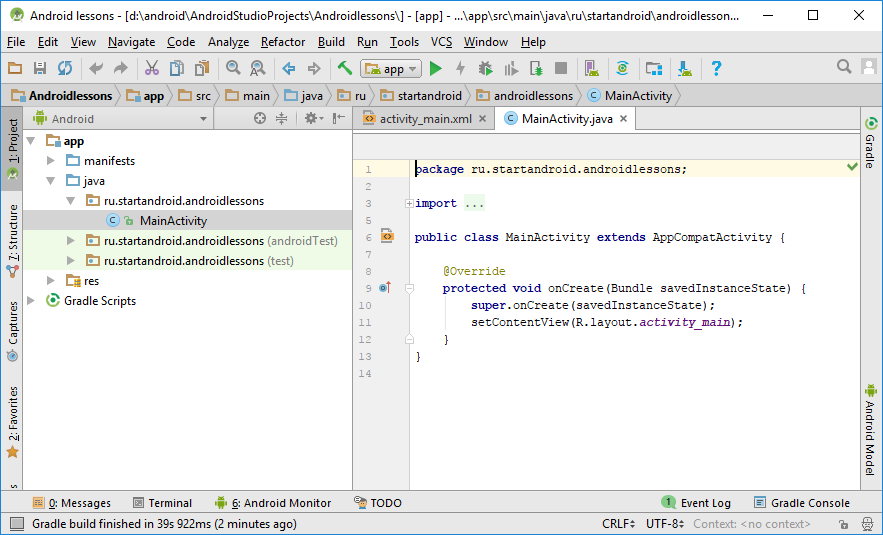 Android lessons - [d:\android\AndroidStudioProjects\Androidlessons\] - [app] - ...\app\src\main\java\ru\startandroid\androidlesson...
File Edit View Navigate Code Analyze Refactor Build Run Tools VCS Window Help
app
Androidlessons app src main java ru startandroid androidlessons MainActivity
Android
activity_main.xml MainActivity.java
1: Project
7: Structure
Captures
2: Favorites
app
manifests
java
ru.startandroid.androidlessons
MainActivity
ru.startandroid.androidlessons (androidTest)
ru.startandroid.androidlessons (test)
res
Gradle Scripts
1 package ru.startandroid.androidlessons;
2
3 import ...
5
6 public class MainActivity extends AppCompatActivity {
7
8 @Override
9 protected void onCreate(Bundle savedInstanceState) {
10 super.onCreate(savedInstanceState);
11 setContentView(R.layout.activity_main);
12 }
13 }
14
Gradle
Android Model
0: Messages Terminal 6: Android Monitor TODO 1 Event Log Gradle Console
Gradle build finished in 39s 922ms (2 minutes ago) CRLF UTF-8 Context: <no context>